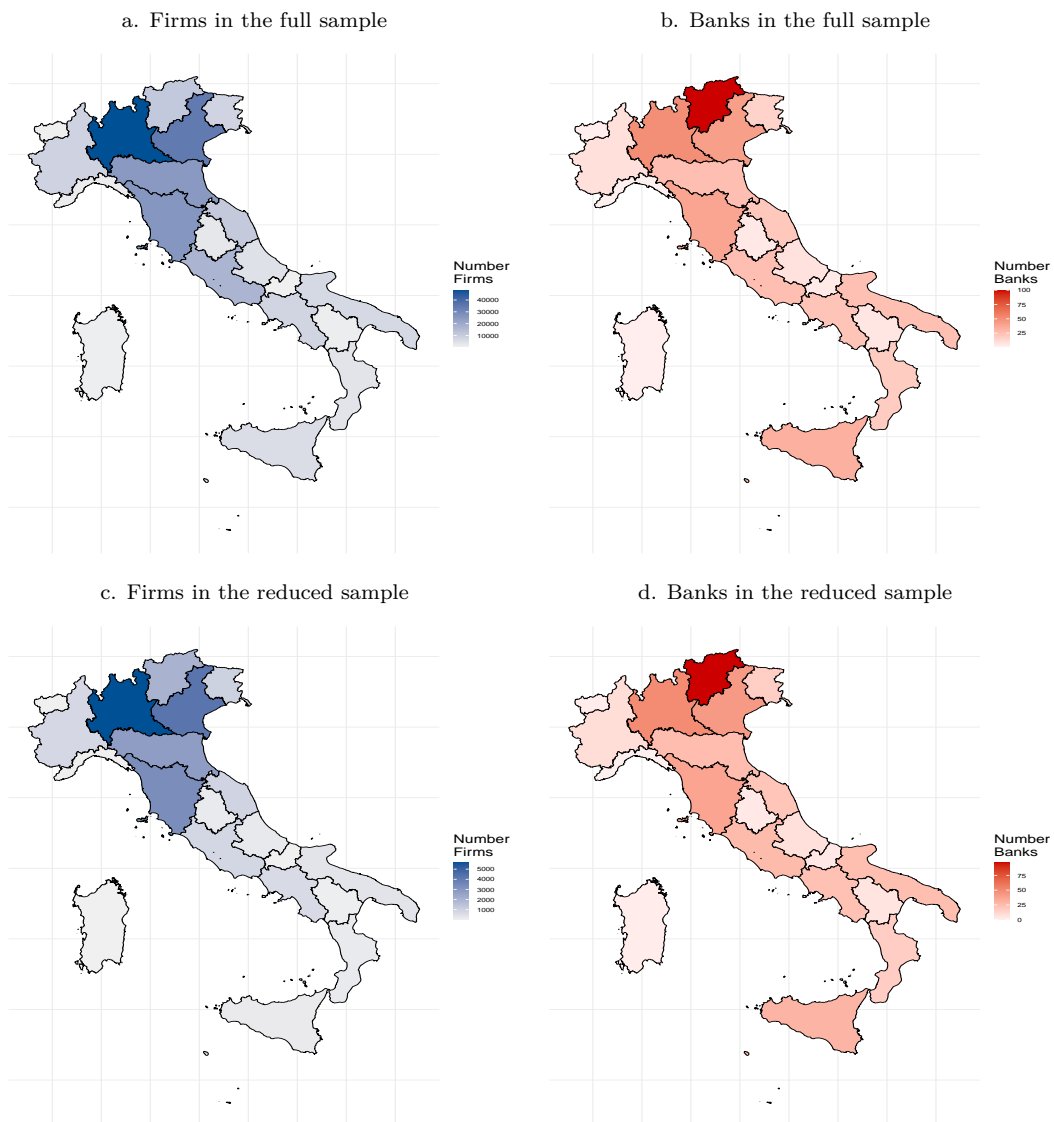 a. Firms in the full sample
b. Banks in the full sample
Number
Firms
40000
30000
20000
10000
Number
Banks
100
75
50
25
c. Firms in the reduced sample
d. Banks in the reduced sample
Number
Firms
5000
4000
3000
2000
1000
Number
Banks
75
50
25
0